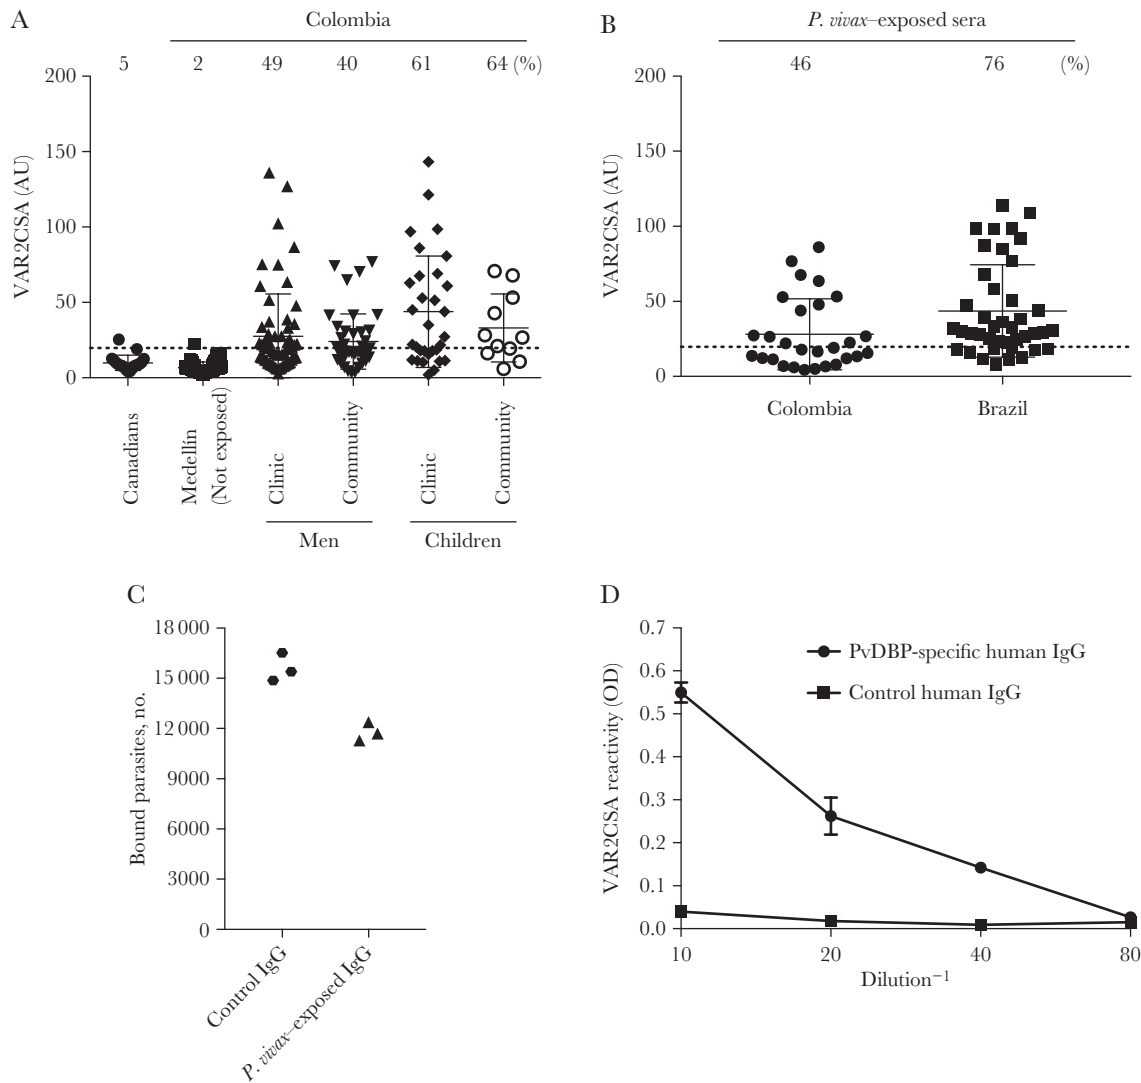 A
Colombia
5 2 49 40 61 64 (%)
200
150
100
50
0
VAR2CSA (AU)
Canadians
Medellín
(Not exposed)
Clinic
Community
Clinic
Community
Men
Children
B
P. vivax–exposed sera
46 76 (%)
200
150
100
50
0
VAR2CSA (AU)
Colombia
Brazil
C
18 000
15 000
12 000
9000
6000
3000
0
Bound parasites, no.
Control IgG
P. vivax–exposed IgG
D
0.7
0.6
0.5
0.4
0.3
0.2
0.1
0.0
VAR2CSA reactivity (OD)
PvDBP-specific human IgG
Control human IgG
10 20 40 80
Dilution⁻¹